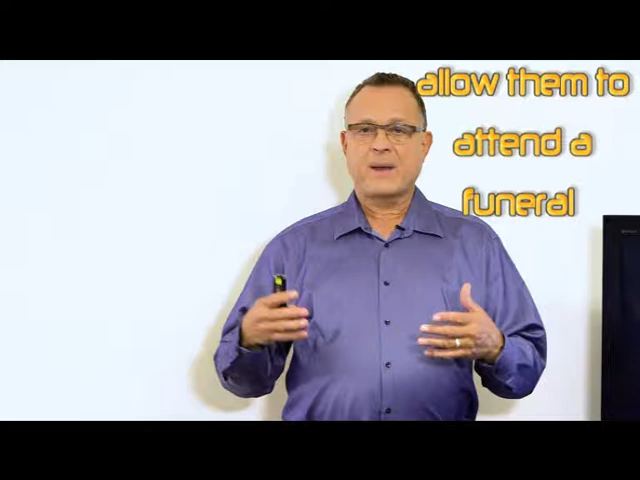 allow them to
attend a
funeral